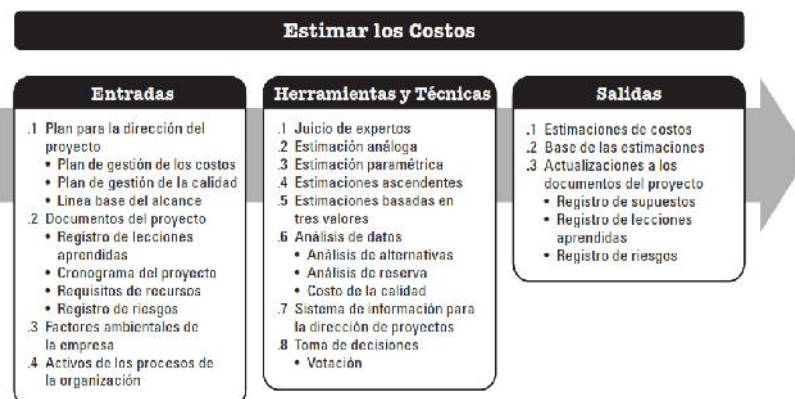 Estimar los Costos
Entradas
.1 Plan para la dirección del
proyecto
• Plan de gestión de los costos
• Plan de gestión de la calidad
• Línea base del alcance
.2 Documentos del proyecto
• Registro de lecciones
aprendidas
• Cronograma del proyecto
• Requisitos de recursos
• Registro de riesgos
.3 Factores ambientales de
la empresa
.4 Activos de los procesos de
la organización
Herramientas y Técnicas
.1 Juicio de expertos
.2 Estimación análoga
.3 Estimación paramétrica
.4 Estimaciones ascendentes
.5 Estimaciones basadas en
tres valores
.6 Análisis de datos
• Análisis de alternativas
• Análisis de reserva
• Costo de la calidad
.7 Sistema de información para
la dirección de proyectos
.8 Toma de decisiones
• Votación
Salidas
.1 Estimaciones de costos
.2 Base de las estimaciones
.3 Actualizaciones a los
documentos del proyecto
• Registro de supuestos
• Registro de lecciones
aprendidas
• Registro de riesgos